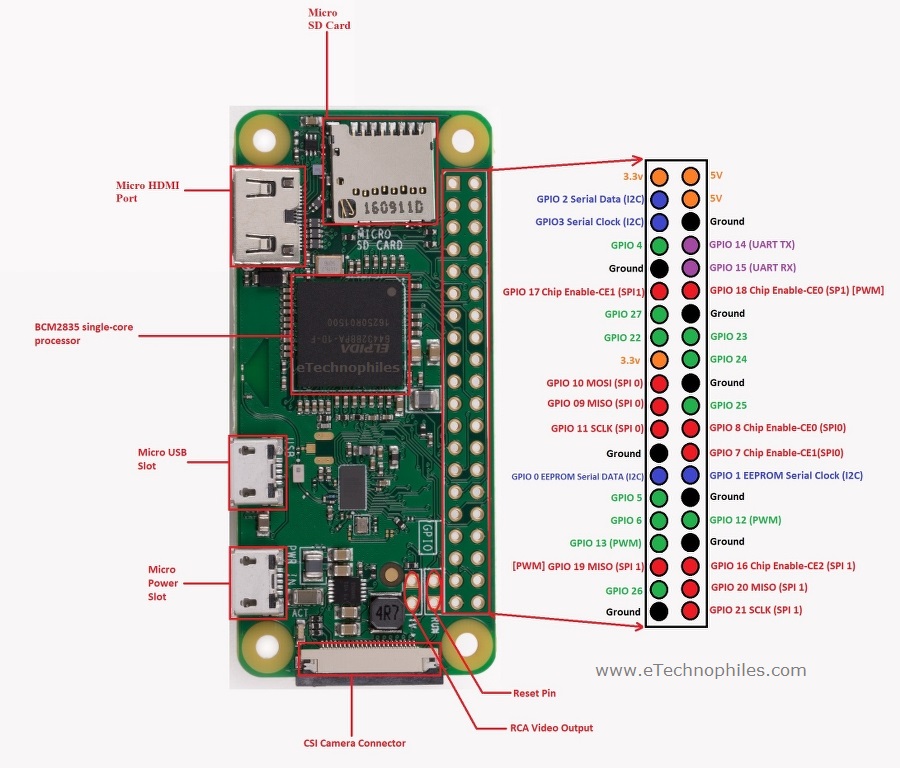 Micro
SD Card
Micro HDMI
Port
160911D
MICRO
SD CARD
BCM2835 single-core
processor
ELPIDA
eTechnophiles
Micro USB
Slot
USB
GPIO
Micro
Power
Slot
PWR IN
ACT
4R7
TV
RUN
Reset Pin
RCA Video Output
CSI Camera Connector
3.3v 5V
GPIO 2 Serial Data (I2C) 5V
GPIO3 Serial Clock (I2C) Ground
GPIO 4 GPIO 14 (UART TX)
Ground GPIO 15 (UART RX)
GPIO 17 Chip Enable-CE1 (SPI1) GPIO 18 Chip Enable-CE0 (SP1) [PWM]
GPIO 27 Ground
GPIO 22 GPIO 23
3.3v GPIO 24
GPIO 10 MOSI (SPI 0) Ground
GPIO 09 MISO (SPI 0) GPIO 25
GPIO 11 SCLK (SPI 0) GPIO 8 Chip Enable-CE0 (SPI0)
Ground GPIO 7 Chip Enable-CE1(SPI0)
GPIO 0 EEPROM Serial DATA (I2C) GPIO 1 EEPROM Serial Clock (I2C)
GPIO 5 Ground
GPIO 6 GPIO 12 (PWM)
GPIO 13 (PWM) Ground
[PWM] GPIO 19 MISO (SPI 1) GPIO 16 Chip Enable-CE2 (SPI 1)
GPIO 26 GPIO 20 MISO (SPI 1)
Ground GPIO 21 SCLK (SPI 1)
www.eTechnophiles.com